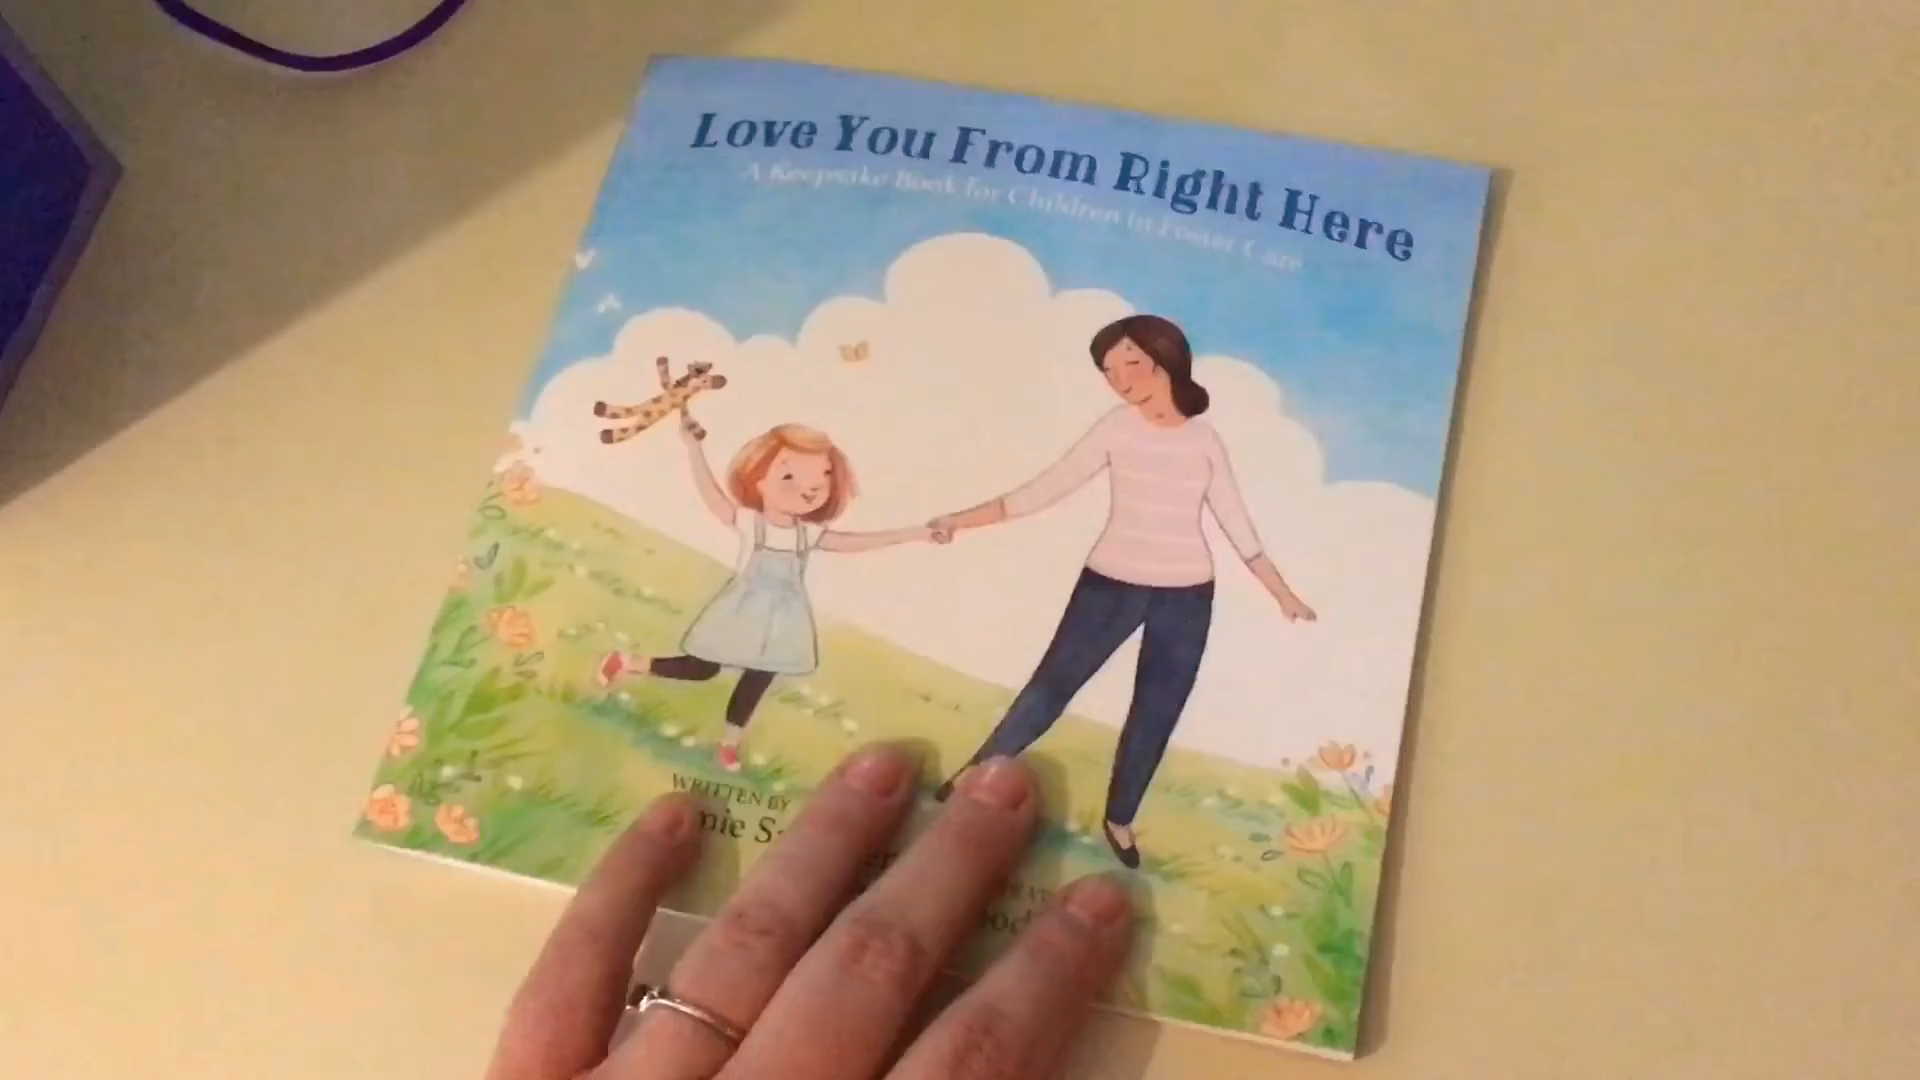 Love You From Right Here
A Keepsake Book for Children in Foster Care
WRITTEN BY